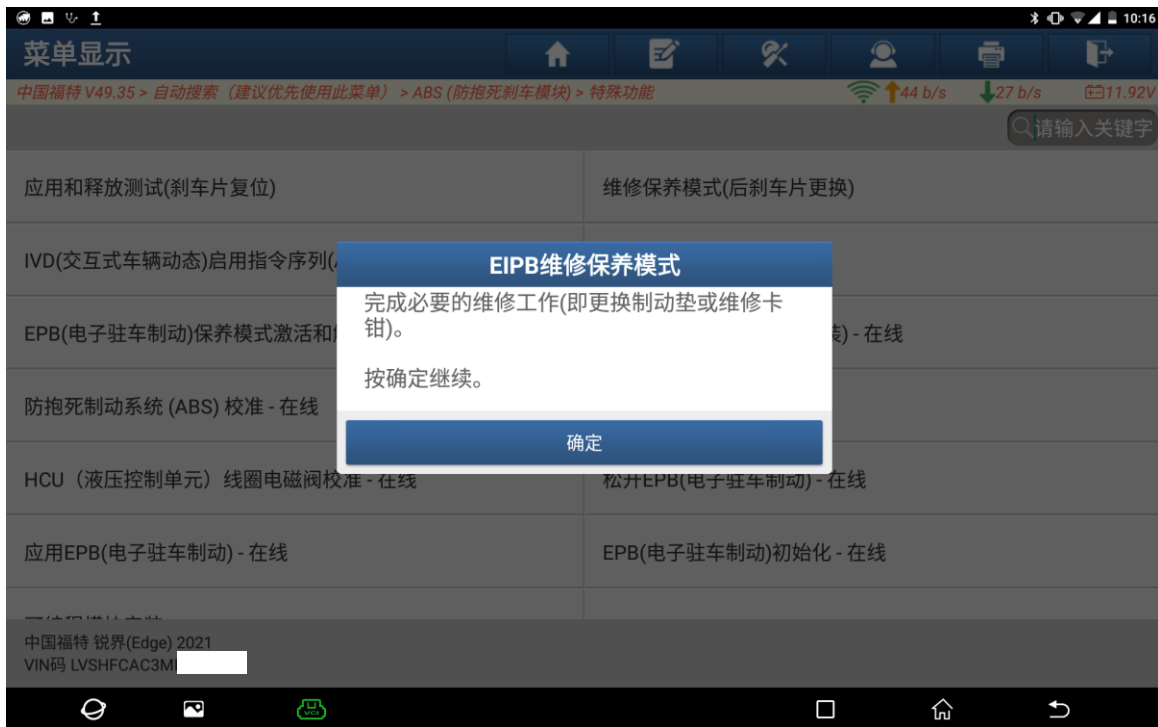 10:16
菜单显示
中国福特 V49.35 > 自动搜索（建议优先使用此菜单） > ABS (防抱死刹车模块) > 特殊功能
44 b/s
27 b/s
11.92V
请输入关键字
应用和释放测试(刹车片复位)
维修保养模式(后刹车片更换)
IVD(交互式车辆动态)启用指令序列(
EIPB维修保养模式
完成必要的维修工作(即更换制动垫或维修卡
钳)。
按确定继续。
确定
EPB(电子驻车制动)保养模式激活和
) - 在线
防抱死制动系统 (ABS) 校准 - 在线
HCU（液压控制单元）线圈电磁阀校准 - 在线
松开EPB(电子驻车制动) - 在线
应用EPB(电子驻车制动) - 在线
EPB(电子驻车制动)初始化 - 在线
中国福特 锐界(Edge) 2021
VIN码 LVSHFCAC3M
VCI